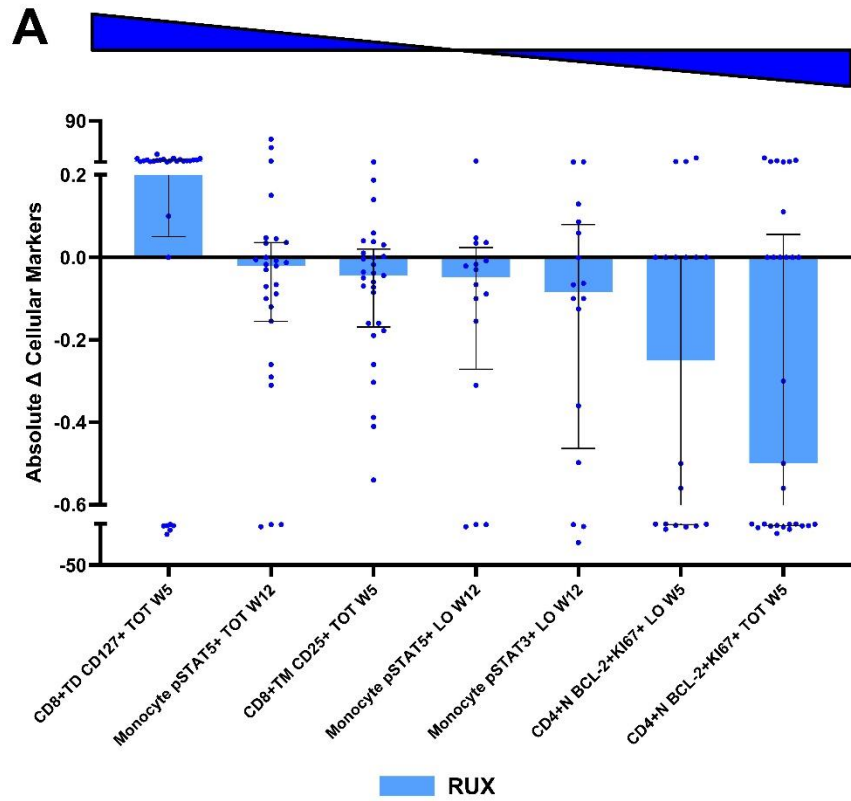 A
Absolute Δ Cellular Markers
90
0.2
0.0
-0.2
-0.4
-0.6
-50
CD8+TD CD127+ TOT W5
Monocyte pSTAT5+ TOT W12
CD8+TM CD25+ TOT W5
Monocyte pSTAT5+ LO W12
Monocyte pSTAT3+ LO W12
CD4+N BCL-2+KI67+ LO W5
CD4+N BCL-2+KI67+ TOT W5
RUX